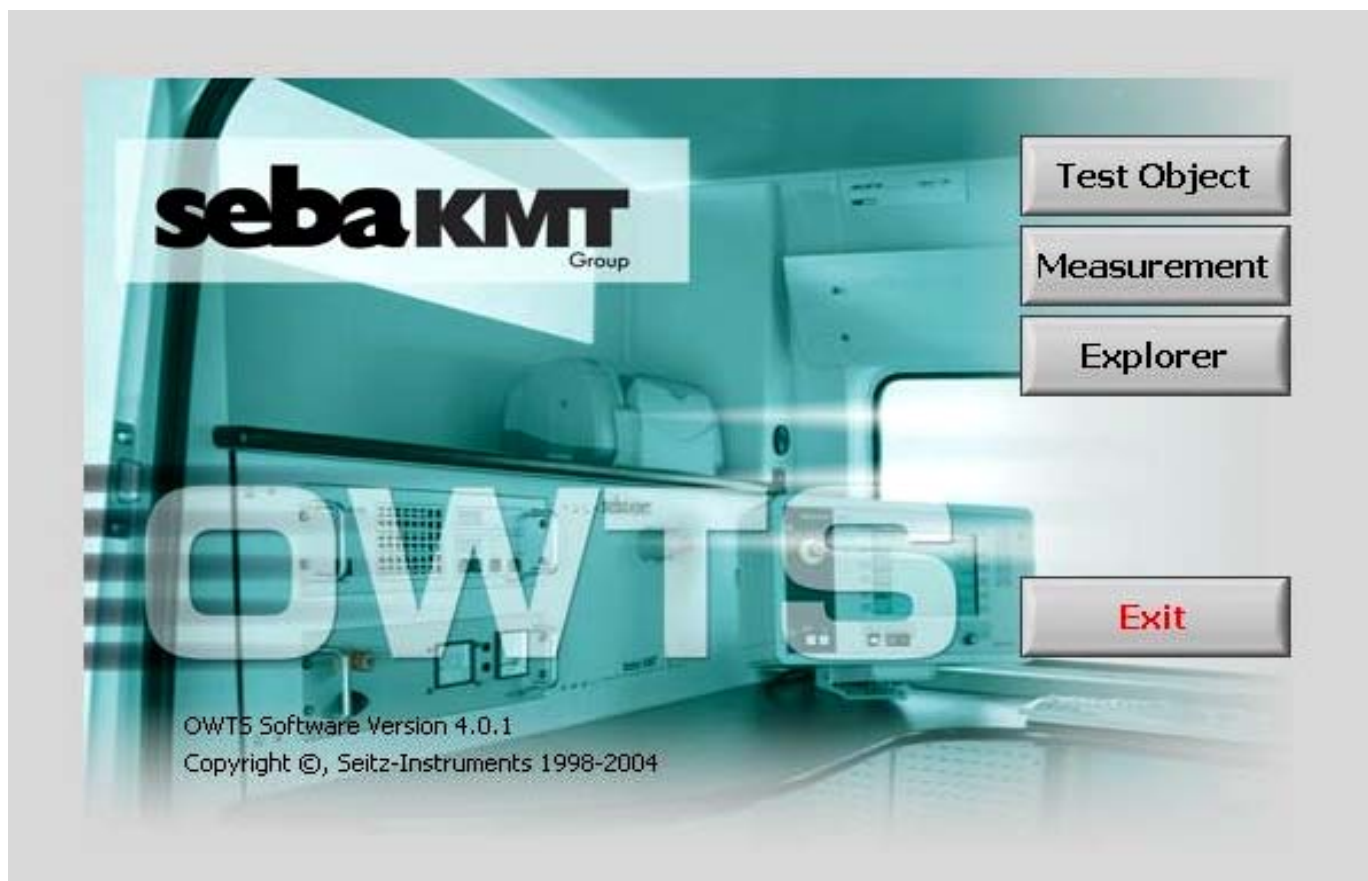 seba KMT
Group
Test Object
Measurement
Explorer
OWTS
Exit
OWTS Software Version 4.0.1
Copyright ©, Seitz-Instruments 1998-2004